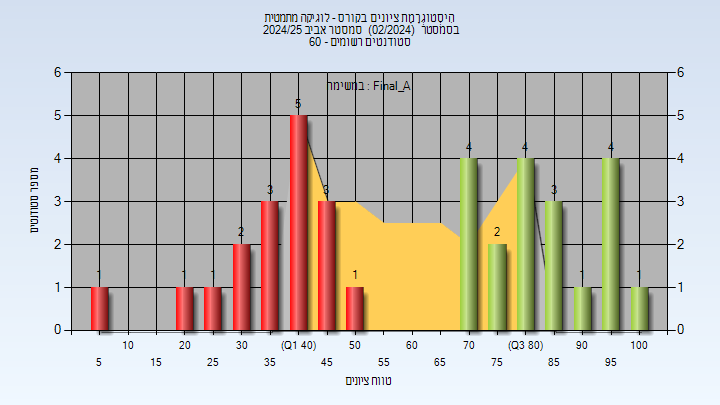 היסטוגרמת ציונים בקורס - לוגיקה מתמטית
בסמסטר (02/2024) סמסטר אביב 2024/25
סטודנטים רשומים - 60
במשימה : Final_A
מספר סטודנטים
6 6
5 5
4 4
3 3
2 2
1 1
0 0
1 1 1 2 3 5 3 1 4 2 4 3 1 4 1
10 20 30 (Q1 40) 50 60 70 (Q3 80) 90 100
5 15 25 35 45 55 65 75 85 95
טווח ציונים